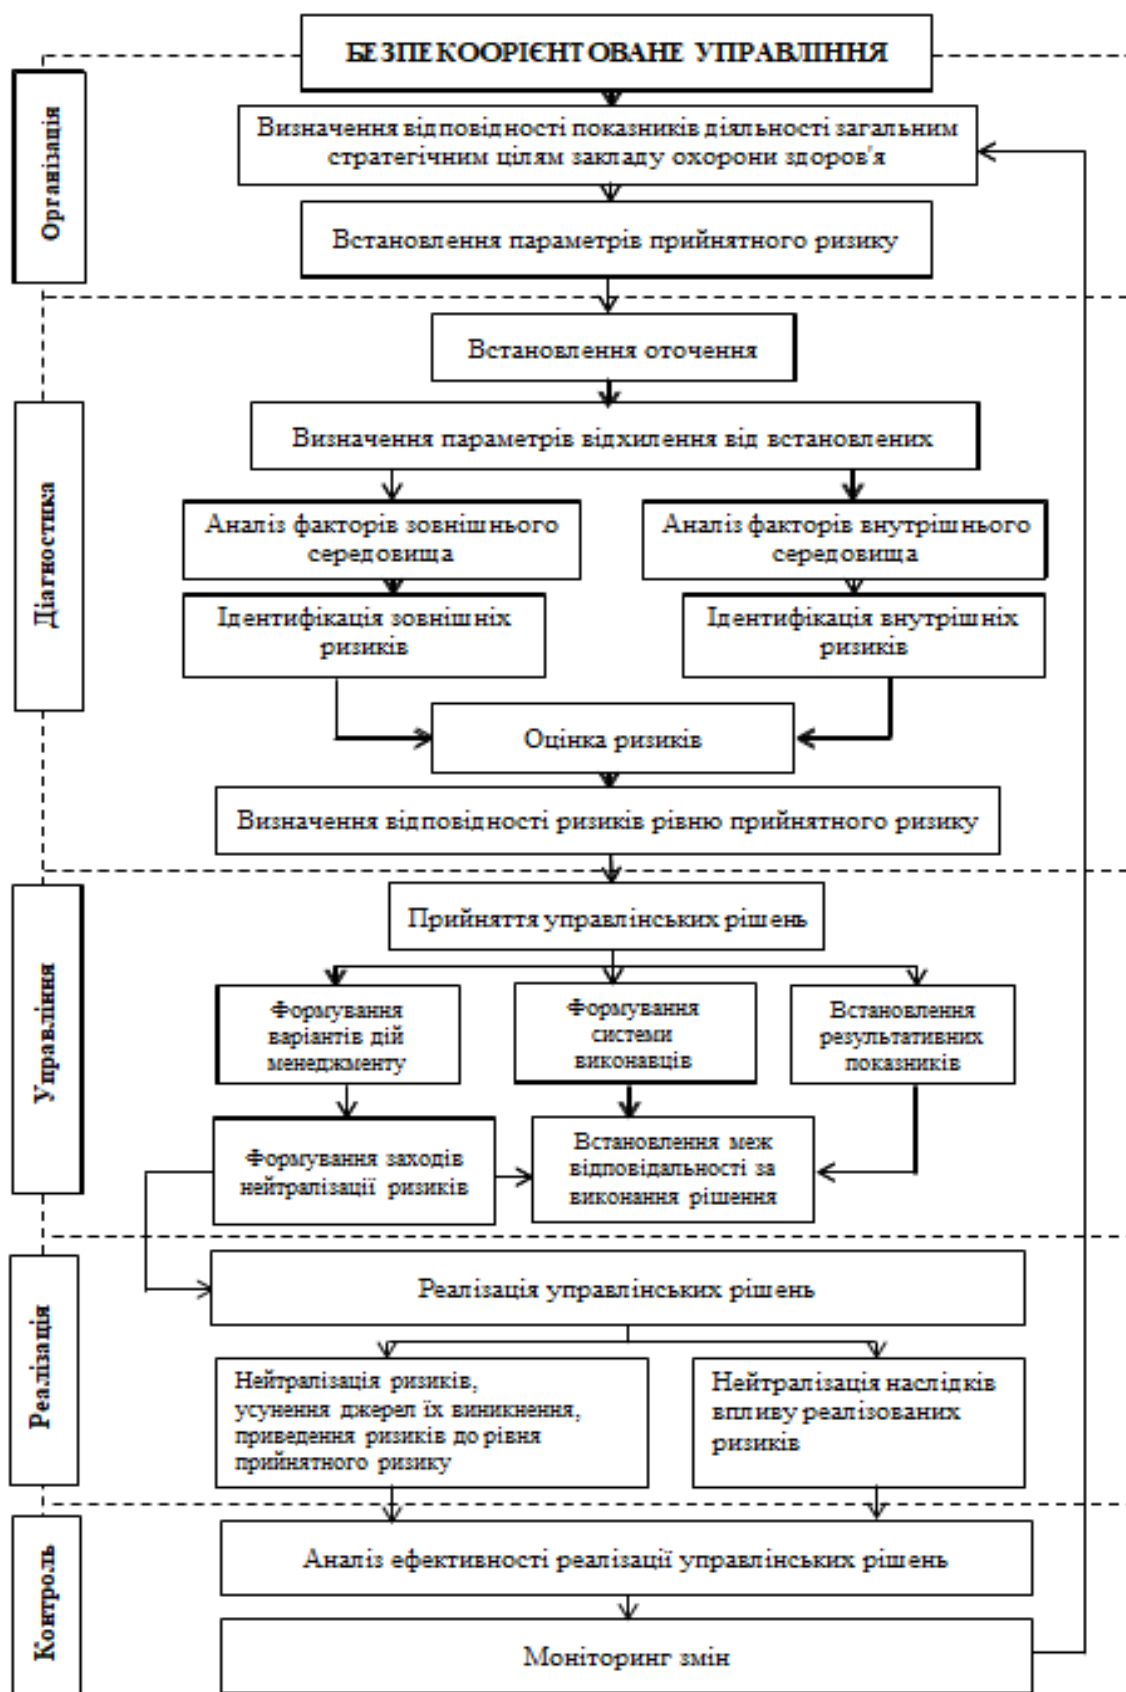 БЕЗПЕКООРІЄНТОВАНЕ УПРАВЛІННЯ
Організація
Визначення відповідності показників діяльності загальним
стратегічним цілям закладу охорони здоров'я
Встановлення параметрів прийнятного ризику
Діагностика
Встановлення оточення
Визначення параметрів відхилення від встановлених
Аналіз факторів зовнішнього
середовища
Аналіз факторів внутрішнього
середовища
Ідентифікація зовнішніх
ризиків
Ідентифікація внутрішніх
ризиків
Оцінка ризиків
Визначення відповідності ризиків рівню прийнятного ризику
Управління
Прийняття управлінських рішень
Формування
варіантів дій
менеджменту
Формування
системи
виконавців
Встановлення
результативних
показників
Формування заходів
нейтралізації ризиків
Встановлення меж
відповідальності за
виконання рішення
Реалізація
Реалізація управлінських рішень
Нейтралізація ризиків,
усунення джерел їх виникнення,
приведення ризиків до рівня
прийнятного ризику
Нейтралізація наслідків
впливу реалізованих
ризиків
Контроль
Аналіз ефективності реалізації управлінських рішень
Моніторинг змін